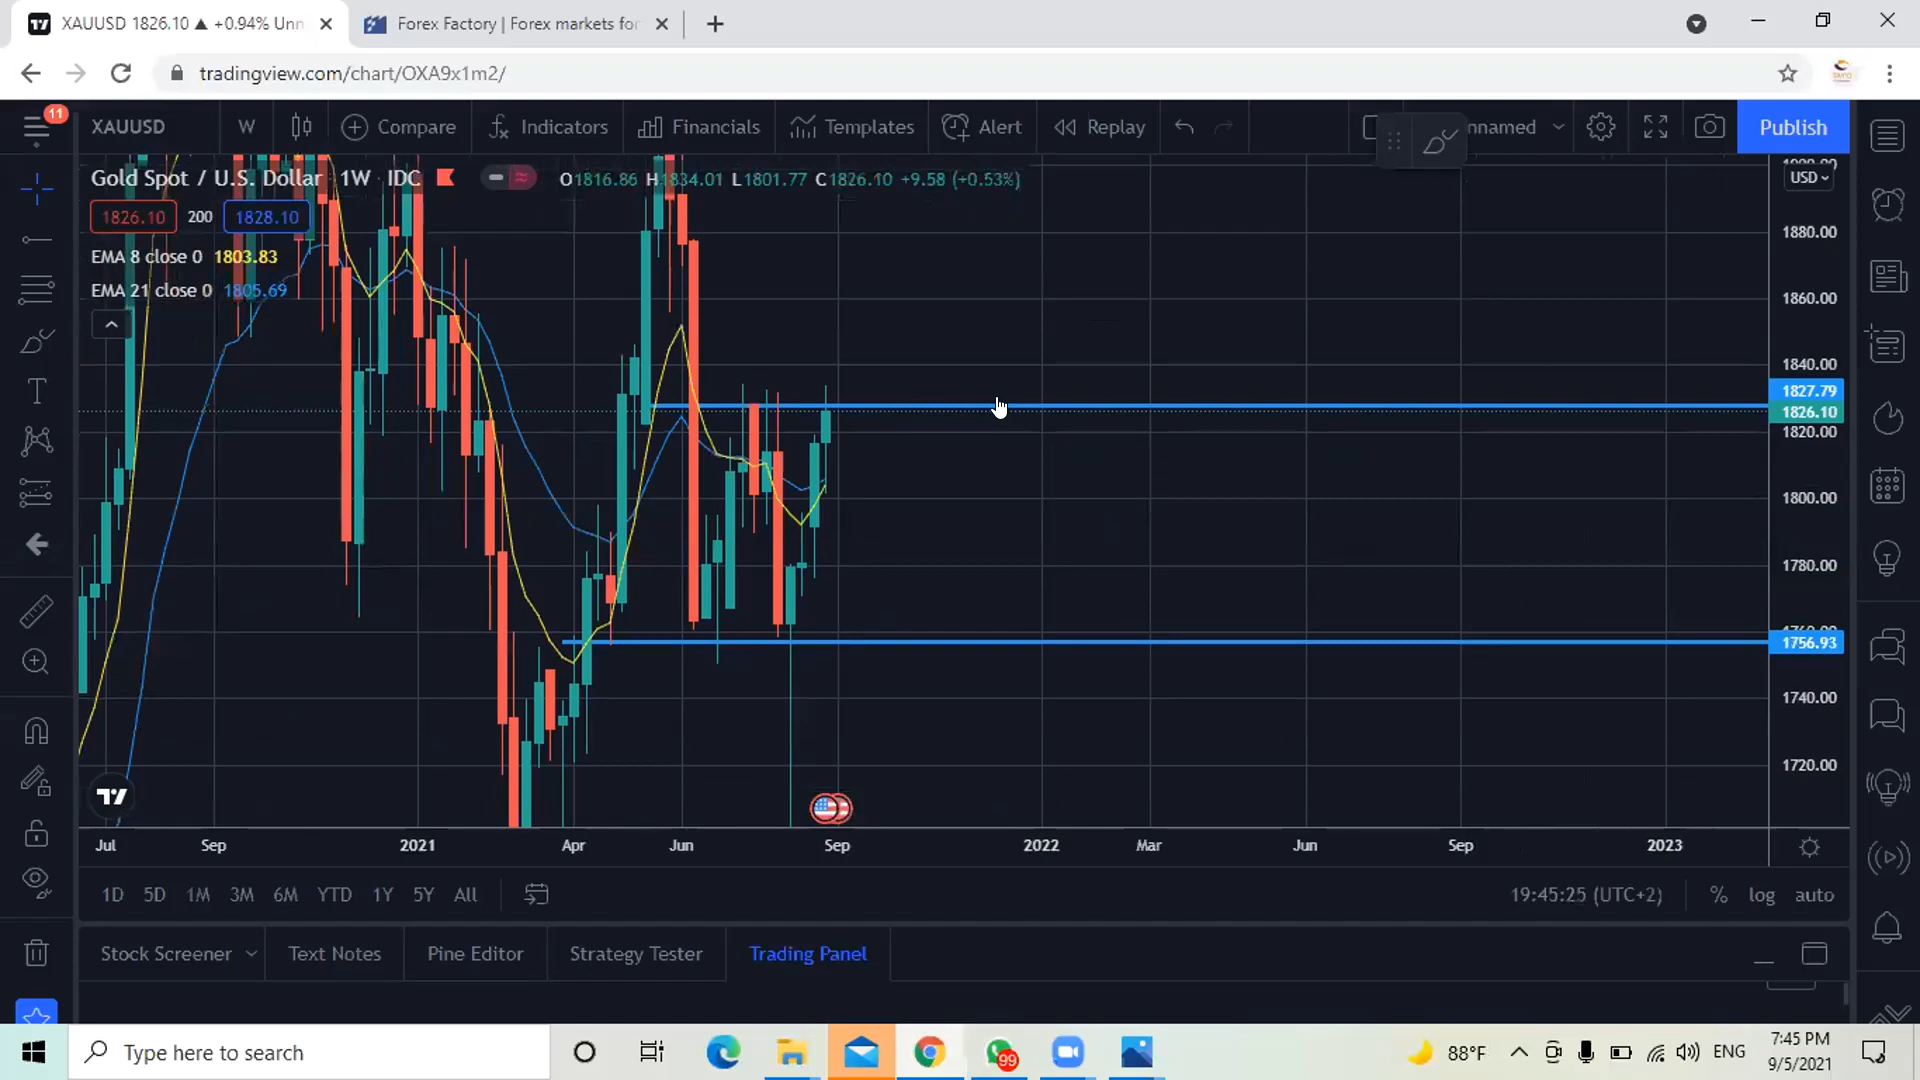 XAUUSD 1826.10 ▲ +0.94% Unn
Forex Factory | Forex markets for
tradingview.com/chart/OXA9x1m2/
11
XAUUSD
W
Compare
Indicators
Financials
Templates
Alert
Replay
nnamed
Publish
Gold Spot / U.S. Dollar 1W IDC
O1816.86 H1834.01 L1801.77 C1826.10 +9.58 (+0.53%)
USD
1826.10 200 1828.10
EMA 8 close 0 1803.83
EMA 21 close 0 1805.69
1880.00
1860.00
1840.00
1827.79
1826.10
1820.00
1800.00
1780.00
1756.93
1740.00
1720.00
Jul Sep 2021 Apr Jun Sep 2022 Mar Jun Sep 2023
1D 5D 1M 3M 6M YTD 1Y 5Y All
19:45:25 (UTC+2) % log auto
Stock Screener Text Notes Pine Editor Strategy Tester Trading Panel
Type here to search
99
88°F
ENG
7:45 PM
9/5/2021